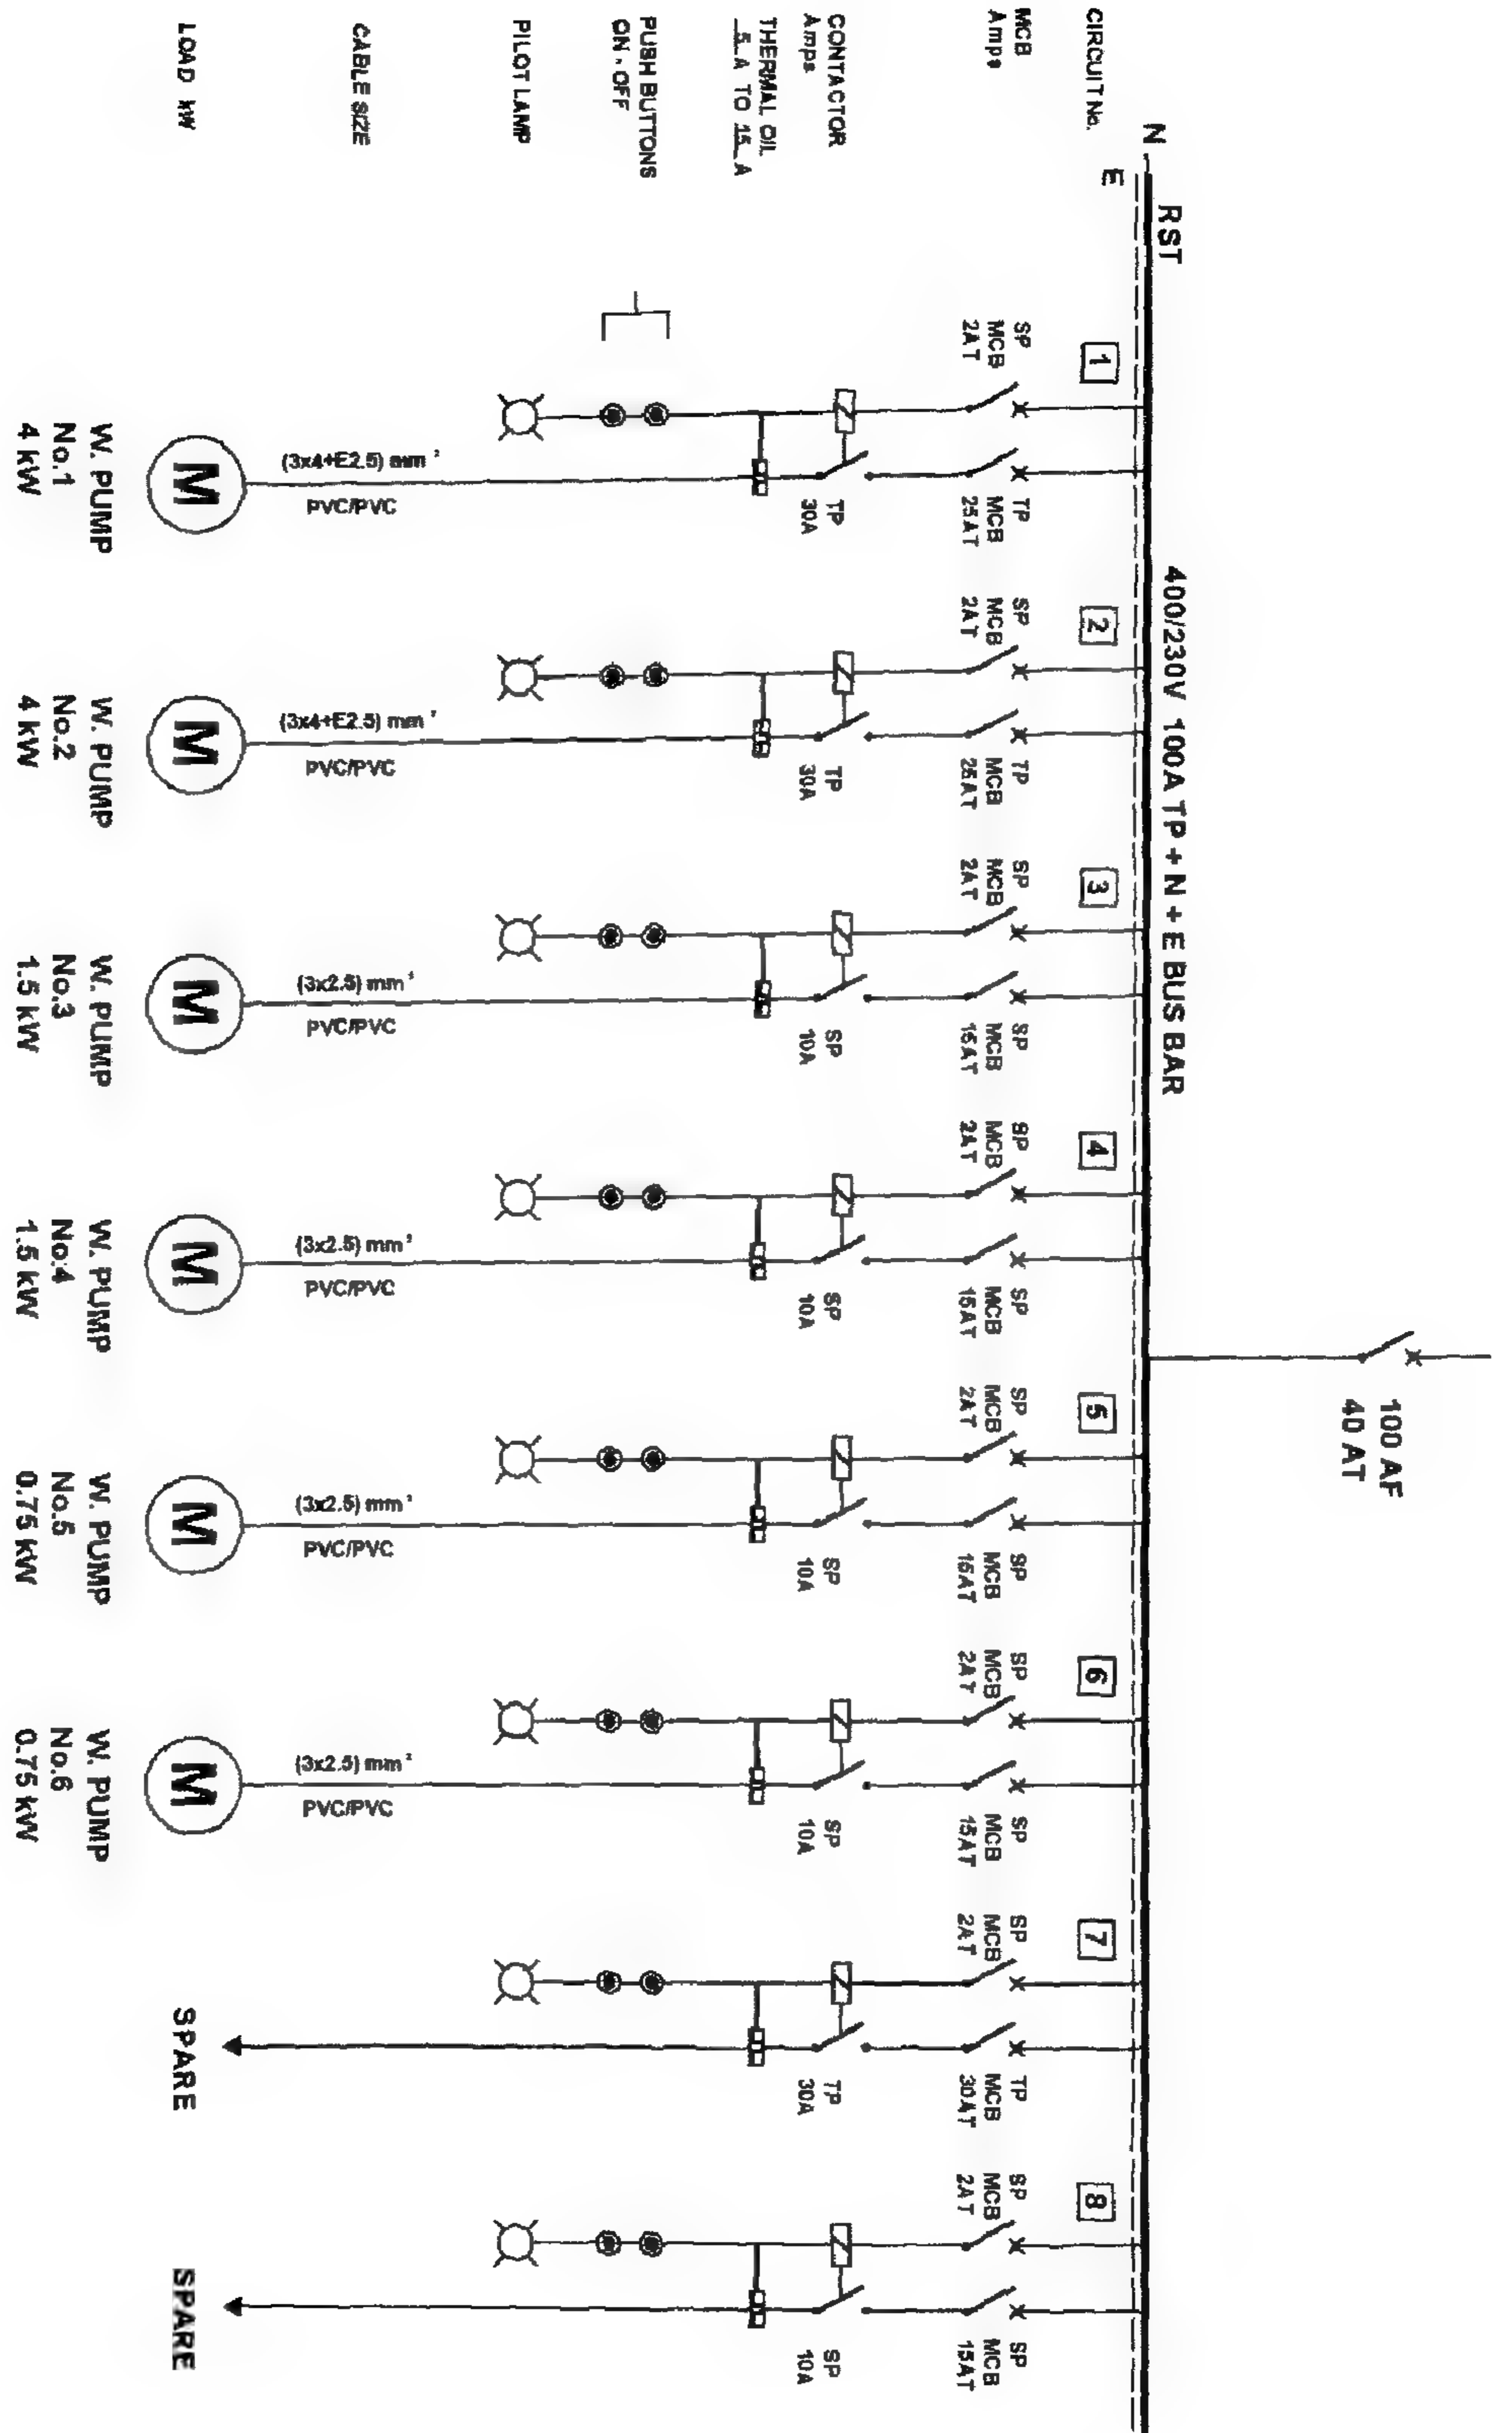 100 AF
40 AT
N
RST
400/230V 100A TP + N + E BUS BAR
E
CIRCUIT No.
1
2
3
4
5
6
7
8
MCB
Amps
SP
MCB
2AT
TP
MCB
25AT
SP
MCB
2AT
TP
MCB
25AT
SP
MCB
2AT
SP
MCB
15AT
SP
MCB
2AT
SP
MCB
15AT
SP
MCB
2AT
SP
MCB
15AT
SP
MCB
2AT
SP
MCB
15AT
SP
MCB
2AT
TP
MCB
30AT
SP
MCB
2AT
SP
MCB
15AT
CONTACTOR
Amps
TP
30A
TP
30A
SP
10A
SP
10A
SP
10A
SP
10A
TP
30A
SP
10A
THERMAL O/L
5 A TO 15 A
PUSH BUTTONS
ON - OFF
PILOT LAMP
CABLE SIZE
(3x4+E2.5) mm²
PVC/PVC
(3x4+E2.5) mm²
PVC/PVC
(3x2.5) mm²
PVC/PVC
(3x2.5) mm²
PVC/PVC
(3x2.5) mm²
PVC/PVC
(3x2.5) mm²
PVC/PVC
LOAD kW
M
M
M
M
M
M
SPARE
SPARE
W. PUMP
No.1
4 kW
W. PUMP
No.2
4 kW
W. PUMP
No.3
1.5 kW
W. PUMP
No.4
1.5 kW
W. PUMP
No.5
0.75 kW
W. PUMP
No.6
0.75 kW